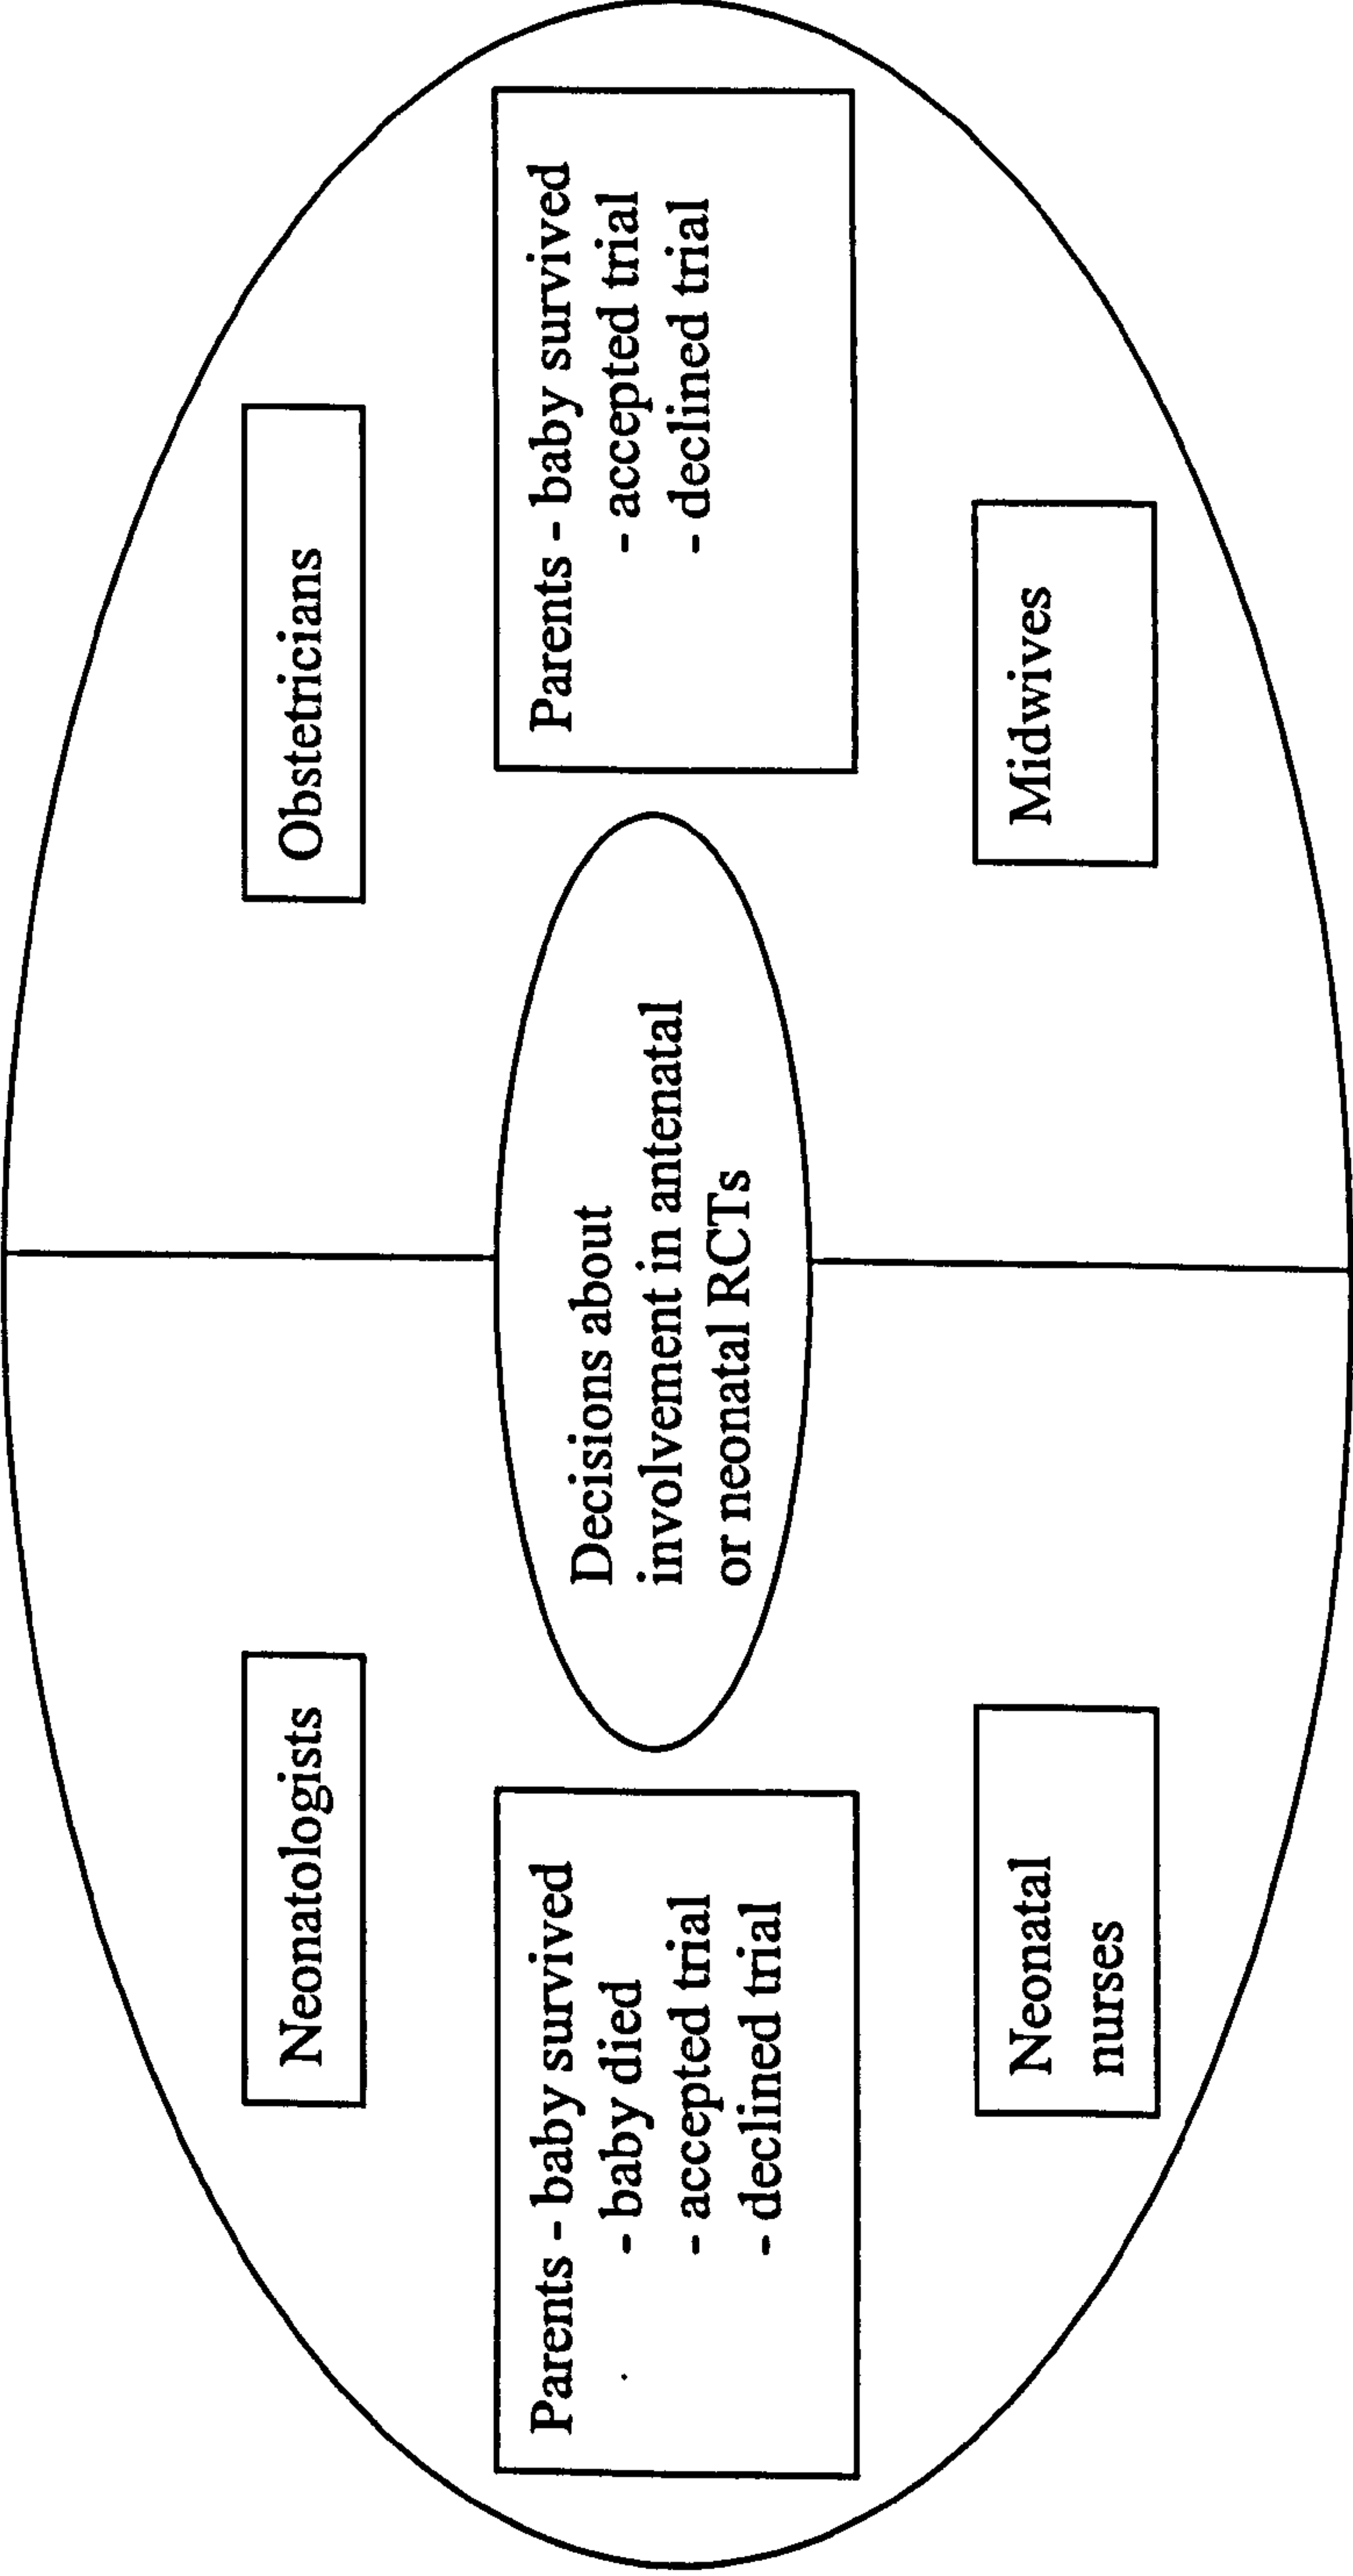 Neonatologists
Obstetricians
Parents - baby survived
- baby died
- accepted trial
- declined trial
Decisions about
involvement in antenatal
or neonatal RCTs
Parents - baby survived
- accepted trial
- declined trial
Neonatal
nurses
Midwives